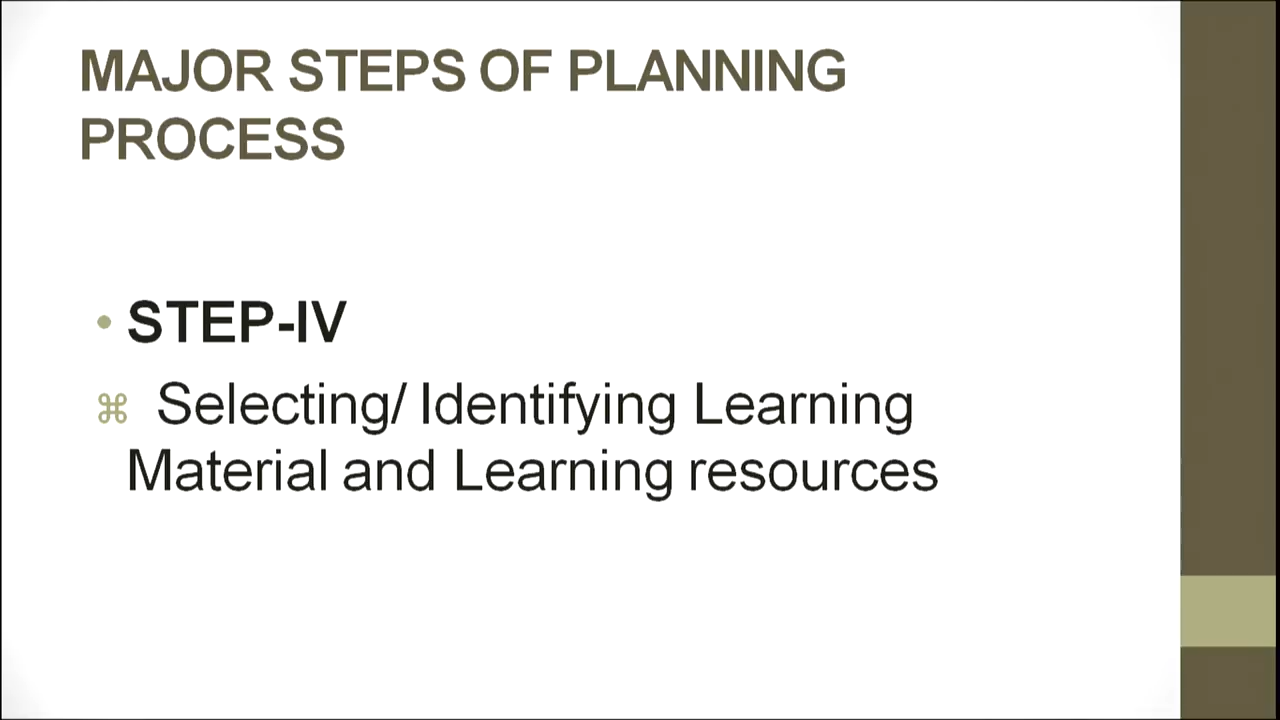 MAJOR STEPS OF PLANNING
PROCESS
• STEP-IV
⌘ Selecting/ Identifying Learning
Material and Learning resources